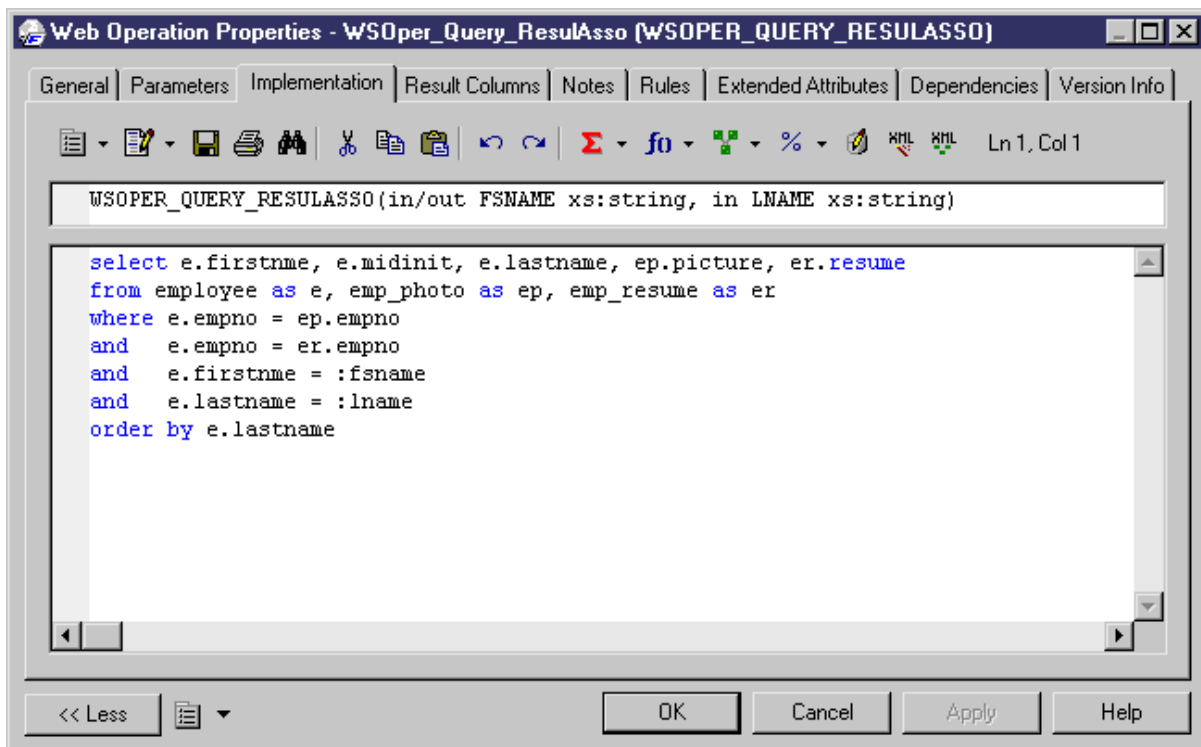 Web Operation Properties - WSOper_Query_ResulAsso (WSOPER_QUERY_RESULASSO)
General Parameters Implementation Result Columns Notes Rules Extended Attributes Dependencies Version Info
Σ f() % XML XML Ln 1, Col 1
WSOPER_QUERY_RESULASSO(in/out FSNAME xs:string, in LNAME xs:string)
select e.firstnme, e.midinit, e.lastname, ep.picture, er.resume
from employee as e, emp_photo as ep, emp_resume as er
where e.empno = ep.empno
and   e.empno = er.empno
and   e.firstnme = :fsname
and   e.lastname = :lname
order by e.lastname
<< Less OK Cancel Apply Help